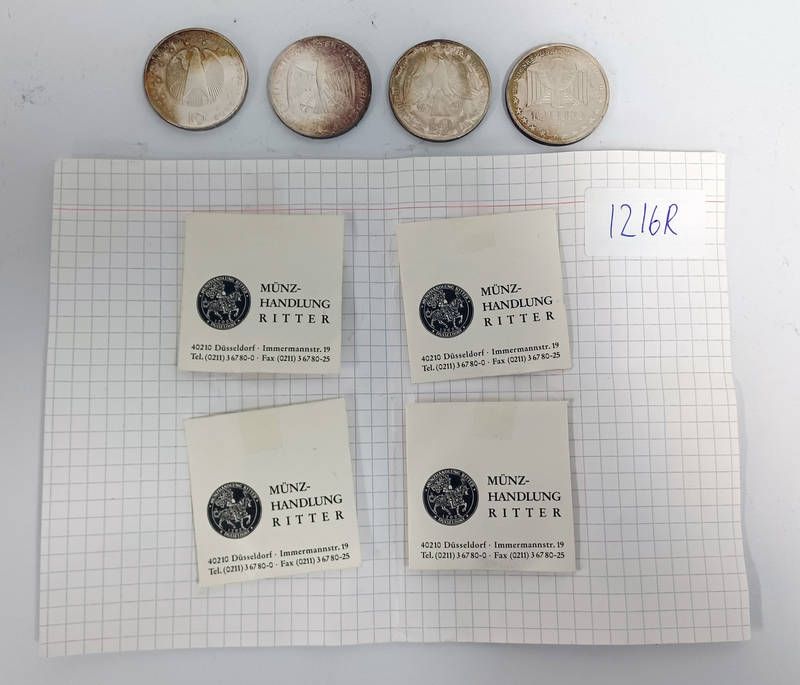 1216R
MÜNZ-
HANDLUNG
RITTER
40210 Düsseldorf · Immermannstr. 19
Tel. (0211) 3 67 80-0 · Fax (0211) 3 67 80-25
MÜNZ-
HANDLUNG
RITTER
40210 Düsseldorf · Immermannstr. 19
Tel. (0211) 3 67 80-0 · Fax (0211) 3 67 80-25
MÜNZ-
HANDLUNG
RITTER
40210 Düsseldorf · Immermannstr. 19
Tel. (0211) 3 67 80-0 · Fax (0211) 3 67 80-25
MÜNZ-
HANDLUNG
RITTER
40210 Düsseldorf · Immermannstr. 19
Tel. (0211) 3 67 80-0 · Fax (0211) 3 67 80-25